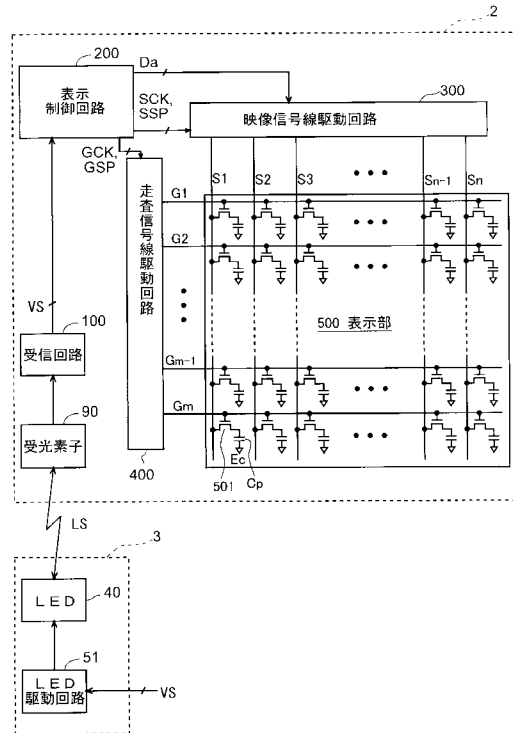 2
200
表示
制御回路
Da
SCK,
SSP
300
映像信号線駆動回路
GCK,
GSP
走査信号線駆動回路
400
S1 S2 S3 Sn-1 Sn
G1
G2
Gm-1
Gm
500 表示部
501
Ec
Cp
VS
100
受信回路
90
受光素子
LS
3
LED
40
51
LED
駆動回路
VS